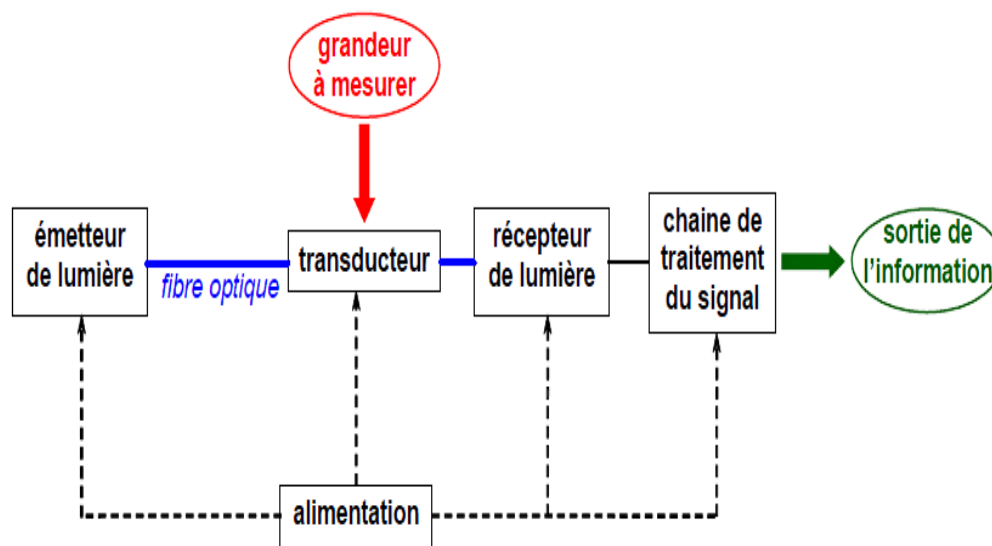 grandeur
à mesurer
émetteur
de lumière
fibre optique
transducteur
récepteur
de lumière
chaine de
traitement
du signal
sortie de
l'information
alimentation